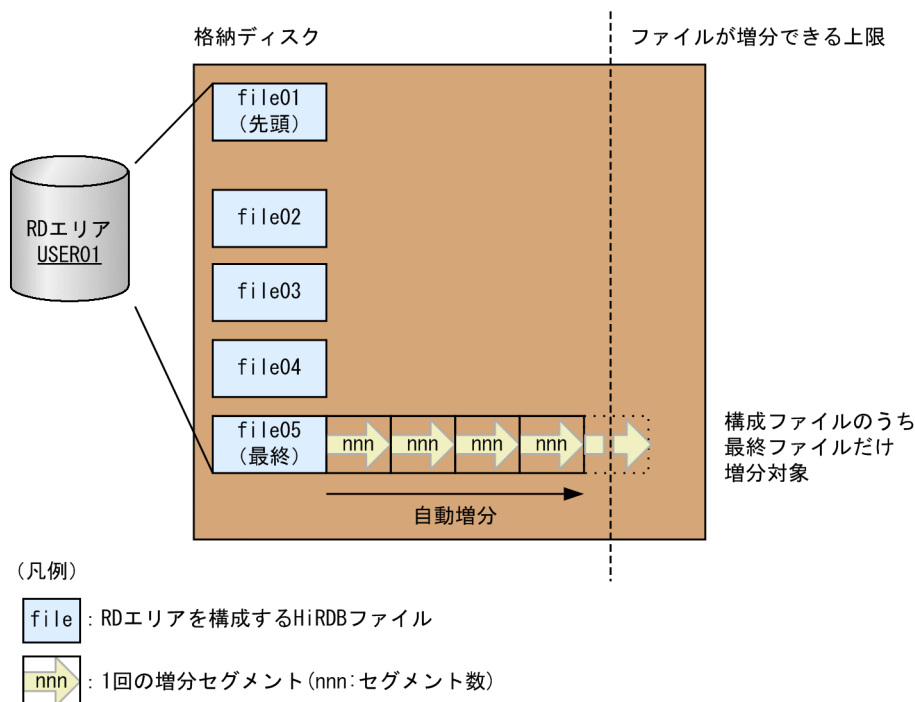 格納ディスク
ファイルが増分できる上限
file01
(先頭)
file02
RDエリア
USER01
file03
file04
file05
(最終)
nnn
nnn
nnn
nnn
構成ファイルのうち
最終ファイルだけ
増分対象
自動増分
(凡例)
file
:RDエリアを構成するHiRDBファイル
nnn
:1回の増分セグメント(nnn:セグメント数)